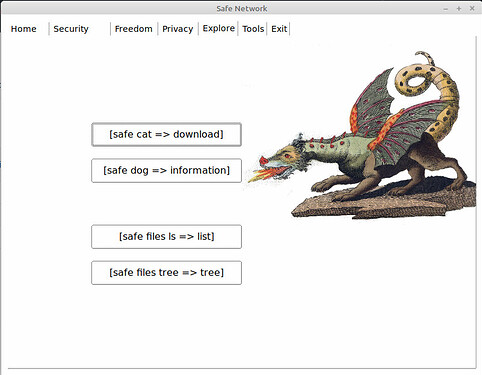 Safe Network
Home Security Freedom Privacy Explore Tools Exit
[safe cat => download]
[safe dog => information]
[safe files ls => list]
[safe files tree => tree]